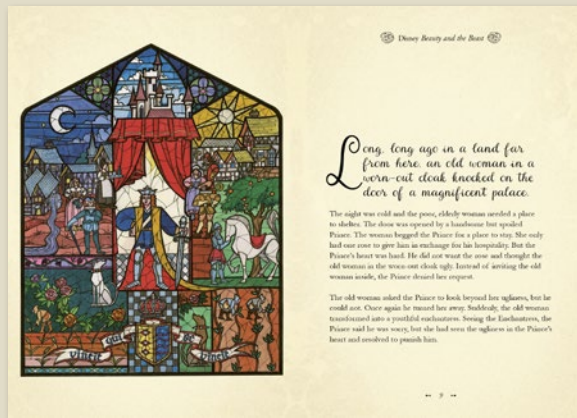 Disney Beauty and the Beast
Long, long ago in a land far
from here, an old woman in a
worn-out cloak knocked on the
door of a magnificent palace.
The night was cold and the poor, elderly woman needed a place
to shelter. The door was opened by a handsome but spoiled
Prince. The woman begged the Prince for a place to stay. She only
had one rose to give him in exchange for his hospitality. But the
Prince's heart was hard. He did not want the rose and thought the
old woman in the worn-out cloak ugly. Instead of inviting the old
woman inside, the Prince denied her request.
The old woman asked the Prince to look beyond her ugliness, but he
could not. Once again he turned her away. Suddenly, the old woman
transformed into a youthful enchantress. Seeing the Enchantress, the
Prince said he was sorry, but she had seen the ugliness in the Prince's
heart and resolved to punish him.
vincit qui se vincit
9